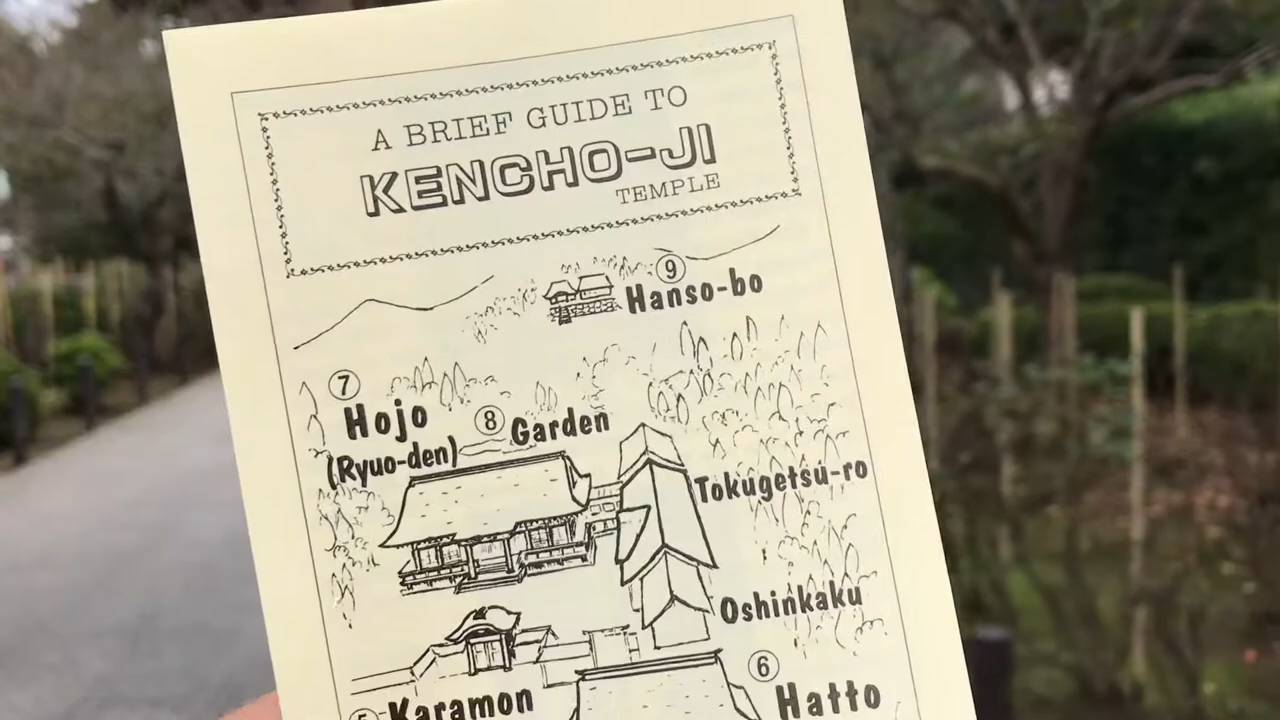 A BRIEF GUIDE TO
KENCHO-JI
TEMPLE
⑨
Hanso-bo
⑦
Hojo
(Ryuo-den)
⑧ Garden
Tokugetsu-ro
Oshinkaku
⑥
Hatto
⑤ Karamon